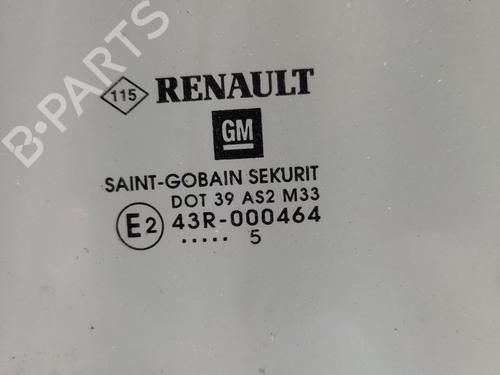 B-PARTS
115 RENAULT
GM
SAINT-GOBAIN SEKURIT
DOT 39 AS2 M33
E2 43R-000464
..... 5